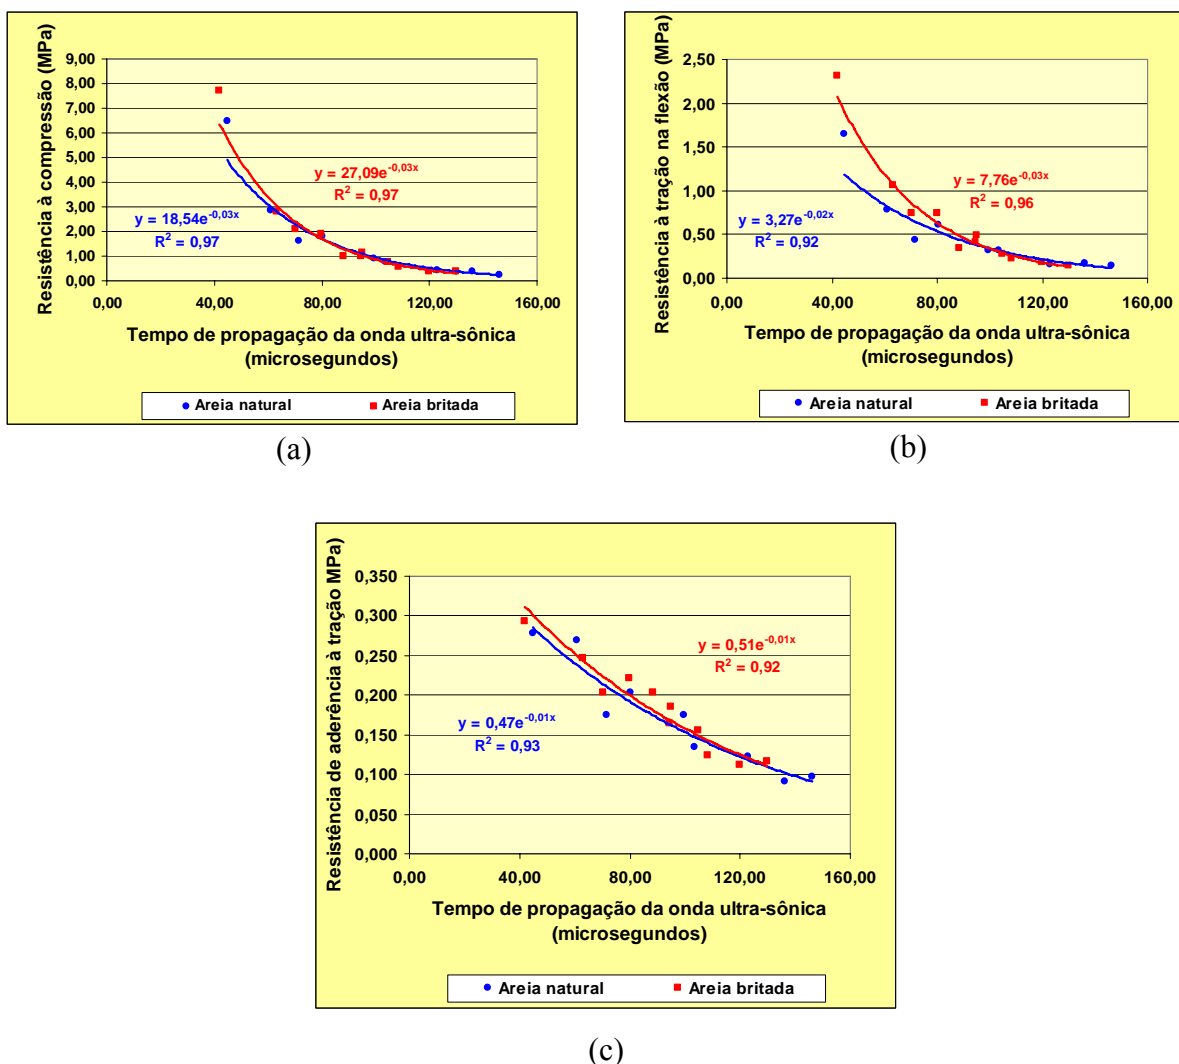 Resistência à compressão (MPa)
9,00
8,00
7,00
6,00
5,00
4,00
3,00
2,00
1,00
0,00
y = 27,09e^-0,03x
R² = 0,97
y = 18,54e^-0,03x
R² = 0,97
0,00 40,00 80,00 120,00 160,00
Tempo de propagação da onda ultra-sônica
(microsegundos)
Areia natural Areia britada
(a)
Resistência à tração na flexão (MPa)
2,50
2,00
1,50
1,00
0,50
0,00
y = 7,76e^-0,03x
R² = 0,96
y = 3,27e^-0,02x
R² = 0,92
0,00 40,00 80,00 120,00 160,00
Tempo de propagação da onda ultra-sônica
(microsegundos)
Areia natural Areia britada
(b)
Resistência de aderência à tração MPa)
0,350
0,300
0,250
0,200
0,150
0,100
0,050
0,000
y = 0,51e^-0,01x
R² = 0,92
y = 0,47e^-0,01x
R² = 0,93
0,00 40,00 80,00 120,00 160,00
Tempo de propagação da onda ultra-sônica
(microsegundos)
Areia natural Areia britada
(c)